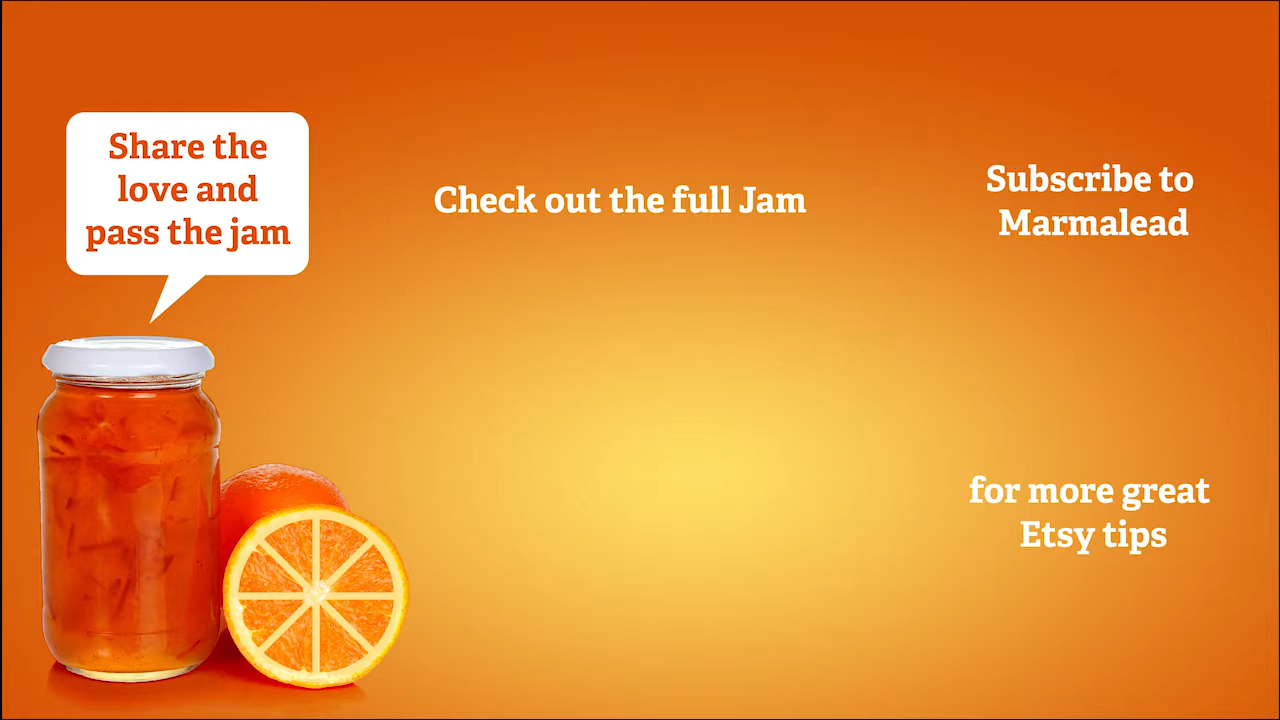 Share the
love and
pass the jam
Check out the full Jam
Subscribe to
Marmalead
for more great
Etsy tips